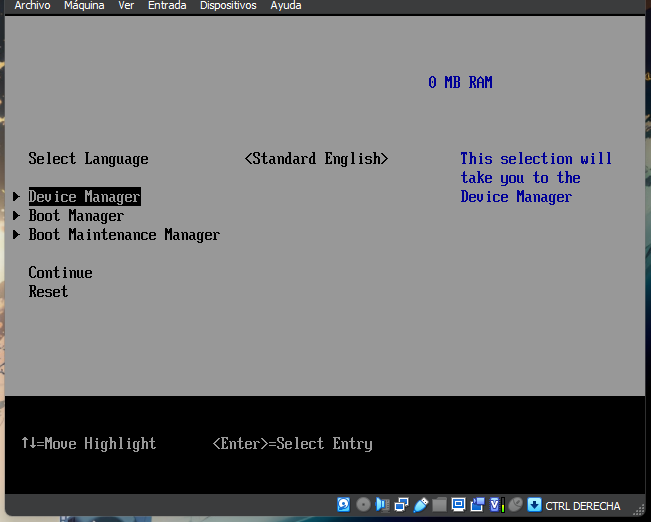 Archivo Máquina Ver Entrada Dispositivos Ayuda
0 MB RAM
Select Language <Standard English> This selection will
take you to the
Device Manager Device Manager
Boot Manager
Boot Maintenance Manager
Continue
Reset
↑↓=Move Highlight <Enter>=Select Entry
CTRL DERECHA